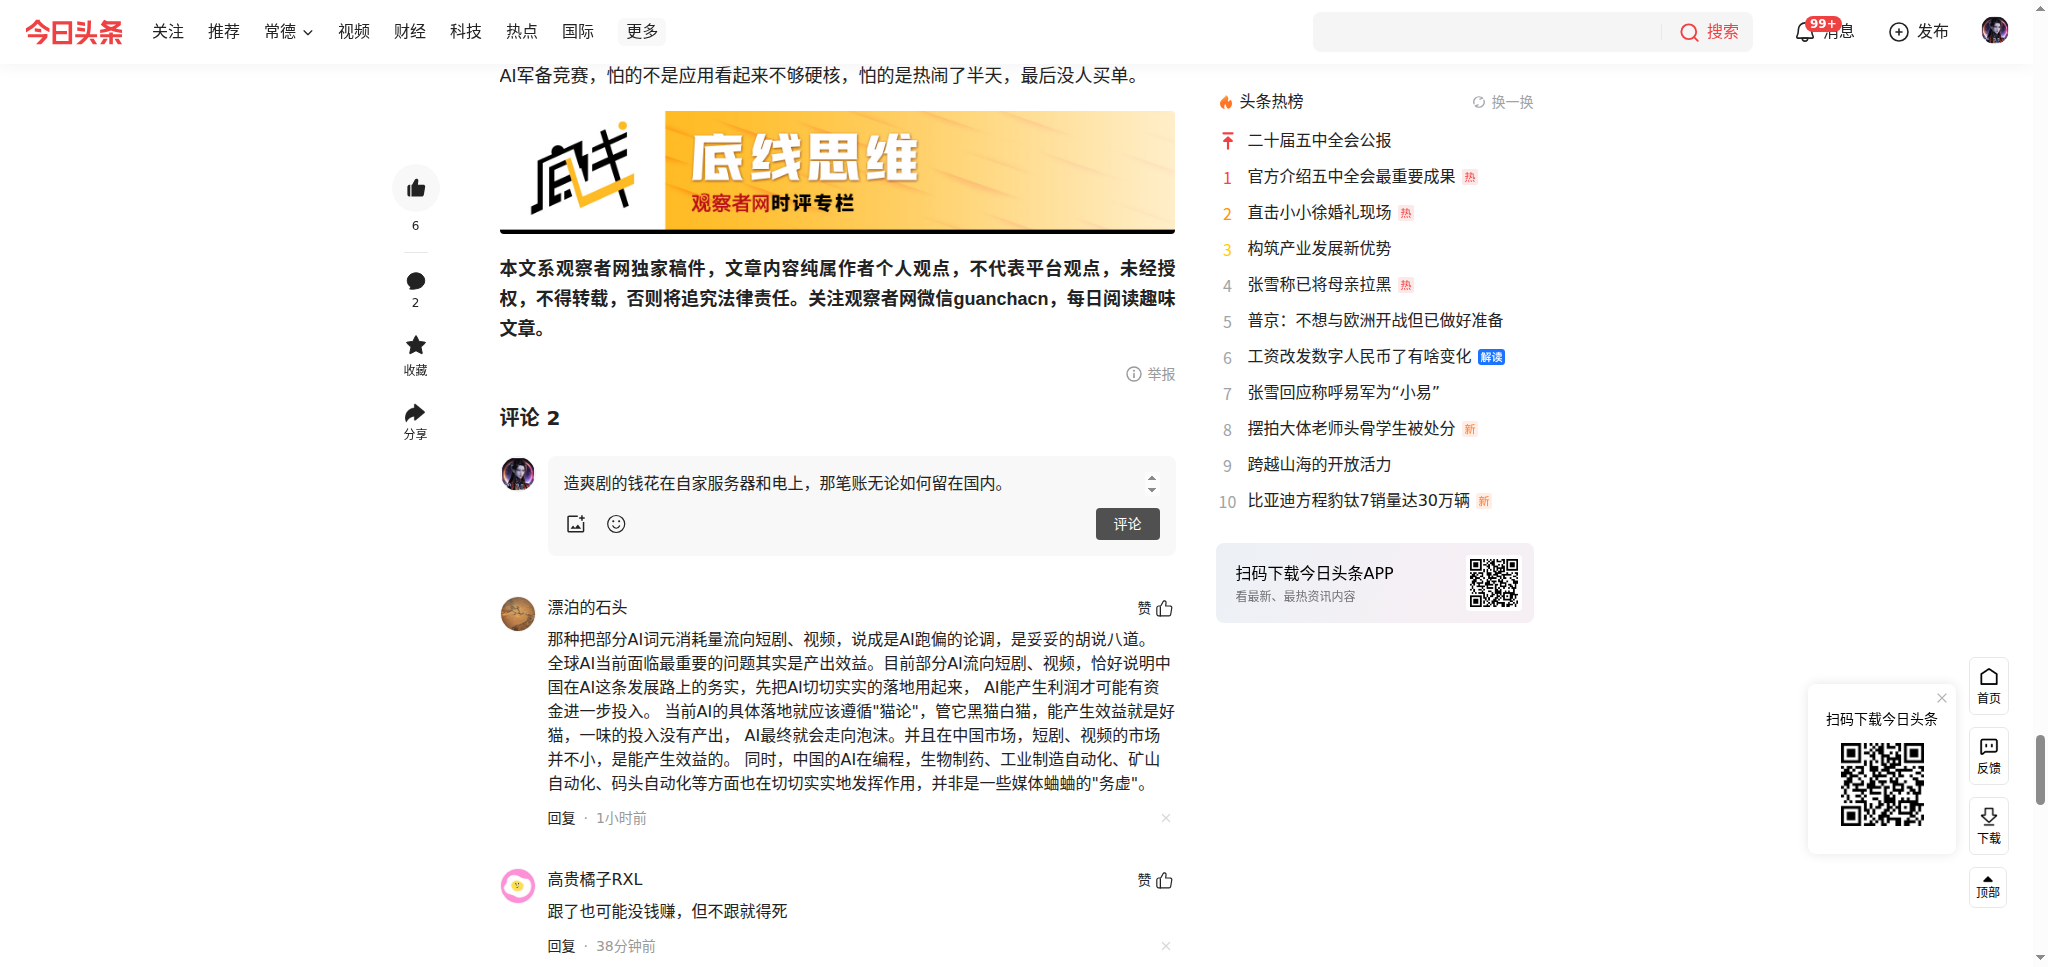 今日头条
关注 推荐 常德 视频 财经 科技 热点 国际 更多
搜索
99+
消息
发布
AI军备竞赛，怕的不是应用看起来不够硬核，怕的是热闹了半天，最后没人买单。
底线
底线思维
观察者网时评专栏
6
2
收藏
分享
本文系观察者网独家稿件，文章内容纯属作者个人观点，不代表平台观点，未经授
权，不得转载，否则将追究法律责任。关注观察者网微信guanchacn，每日阅读趣味
文章。
举报
评论 2
造爽剧的钱花在自家服务器和电上，那笔账无论如何留在国内。
评论
漂泊的石头
赞
那种把部分AI词元消耗量流向短剧、视频，说成是AI跑偏的论调，是妥妥的胡说八道。
全球AI当前面临最重要的问题其实是产出效益。目前部分AI流向短剧、视频，恰好说明中
国在AI这条发展路上的务实，先把AI切切实实的落地用起来， AI能产生利润才可能有资
金进一步投入。 当前AI的具体落地就应该遵循"猫论"，管它黑猫白猫，能产生效益就是好
猫，一味的投入没有产出， AI最终就会走向泡沫。并且在中国市场，短剧、视频的市场
并不小，是能产生效益的。 同时，中国的AI在编程，生物制药、工业制造自动化、矿山
自动化、码头自动化等方面也在切切实实地发挥作用，并非是一些媒体蛐蛐的"务虚"。
回复 · 1小时前
高贵橘子RXL
赞
跟了也可能没钱赚，但不跟就得死
回复 · 38分钟前
头条热榜
换一换
二十届五中全会公报
1 官方介绍五中全会最重要成果 热
2 直击小小徐婚礼现场 热
3 构筑产业发展新优势
4 张雪称已将母亲拉黑 热
5 普京：不想与欧洲开战但已做好准备
6 工资改发数字人民币了有啥变化 解读
7 张雪回应称呼易军为“小易”
8 摆拍大体老师头骨学生被处分 新
9 跨越山海的开放活力
10 比亚迪方程豹钛7销量达30万辆 新
扫码下载今日头条APP
看最新、最热资讯内容
扫码下载今日头条
首页
反馈
下载
顶部